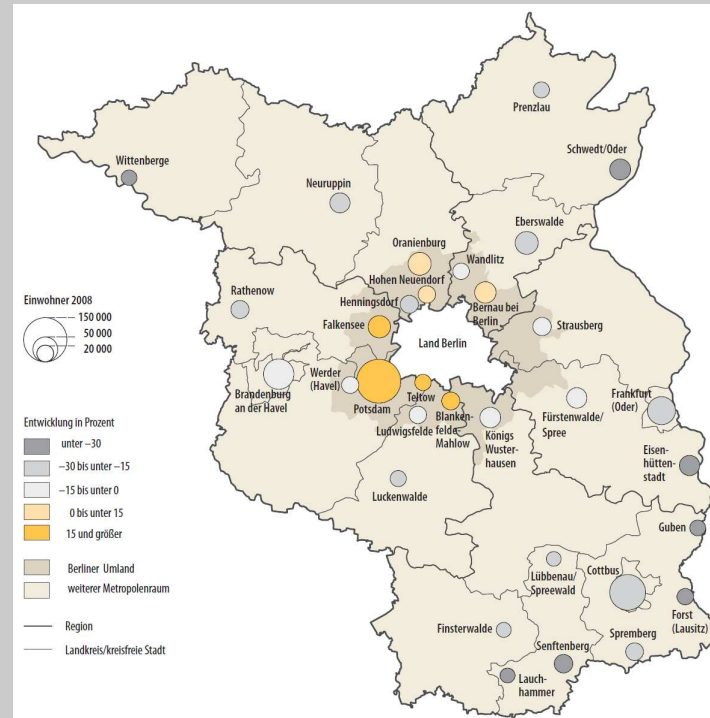 Prenzlau
Schwedt/Oder
Wittenberge
Neuruppin
Eberswalde
Oranienburg
Wandlitz
Hohen Neuendorf
Rathenow
Henningsdorf
Bernau bei
Berlin
Falkensee
Strausberg
Land Berlin
Werder
(Havel)
Brandenburg
an der Havel
Potsdam
Teltow
Blanken-
felde-
Mahlow
Ludwigsfelde
Königs
Wuster-
hausen
Fürstenwalde/
Spree
Frankfurt
(Oder)
Eisen-
hütten-
stadt
Luckenwalde
Guben
Lübbenau/
Spreewald
Cottbus
Forst
(Lausitz)
Finsterwalde
Senftenberg
Spremberg
Lauch-
hammer
Einwohner 2008
150 000
50 000
20 000
Entwicklung in Prozent
unter –30
–30 bis unter –15
–15 bis unter 0
0 bis unter 15
15 und größer
Berliner Umland
weiterer Metropolenraum
Region
Landkreis/kreisfreie Stadt